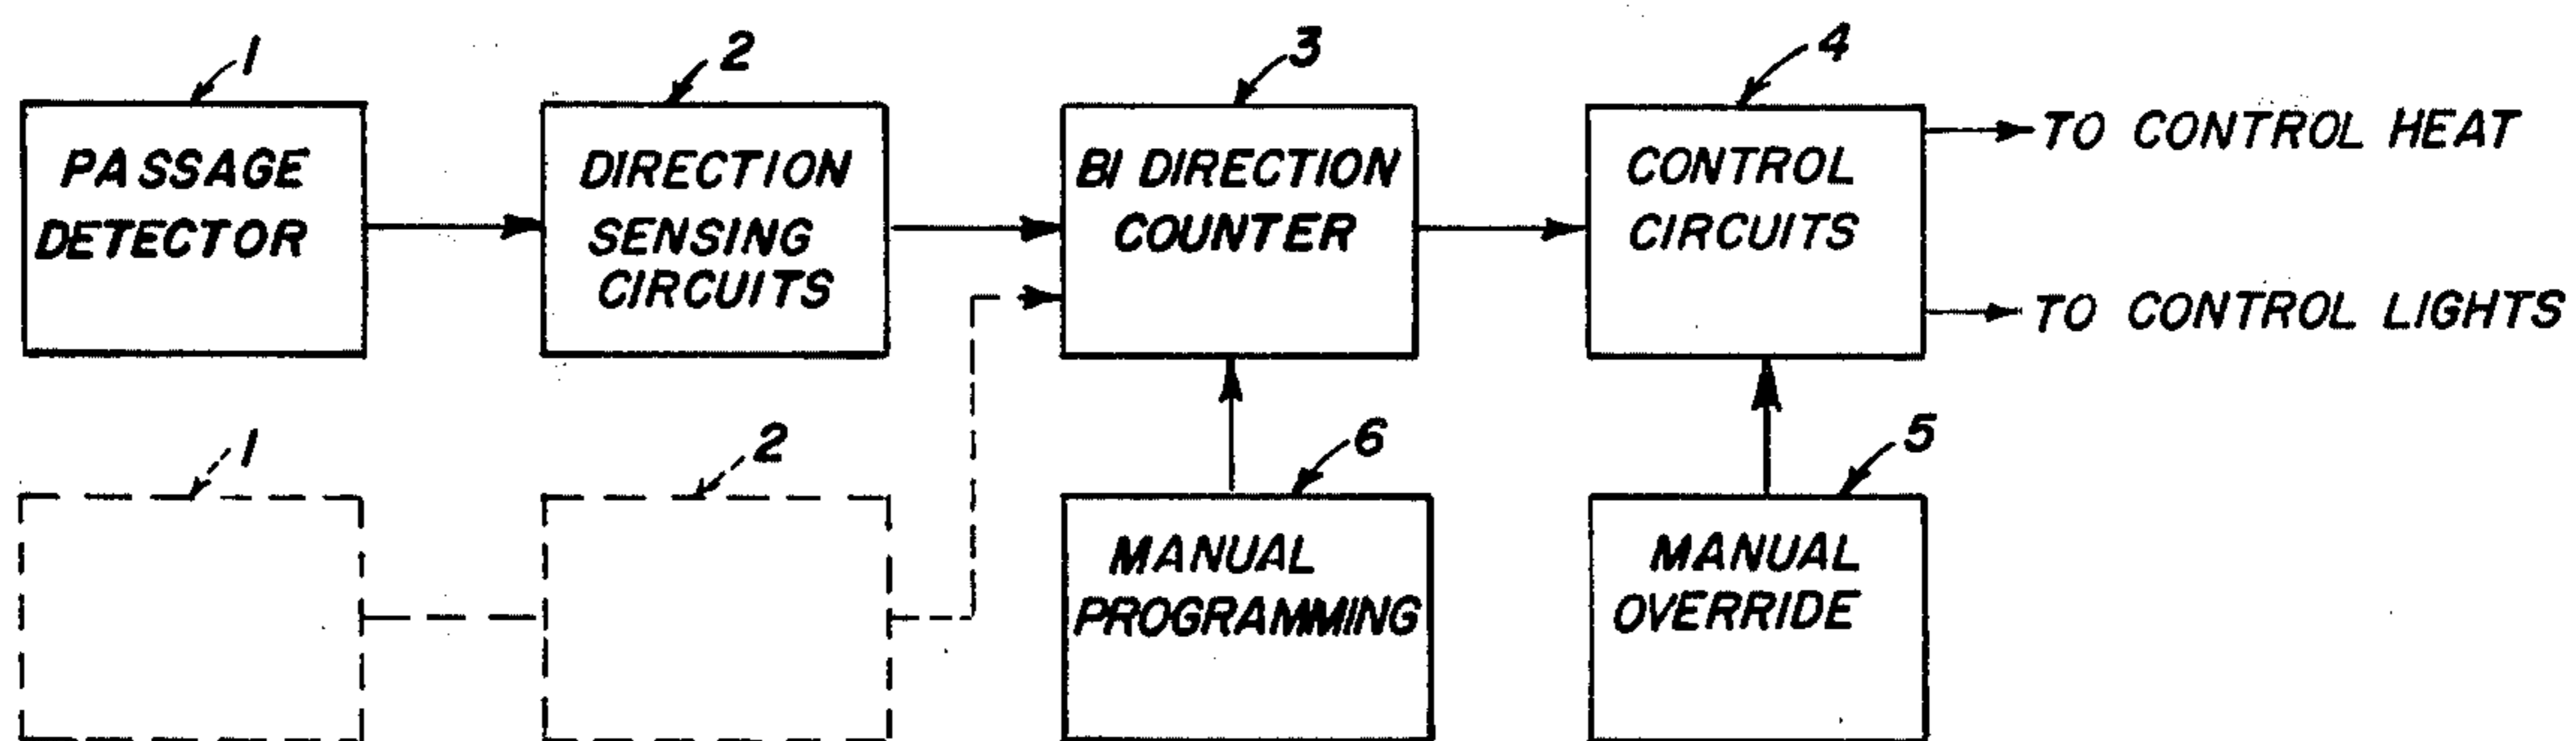 1
2
3
4
PASSAGE
DETECTOR
DIRECTION
SENSING
CIRCUITS
BI DIRECTION
COUNTER
CONTROL
CIRCUITS
TO CONTROL HEAT
TO CONTROL LIGHTS
1
2
6
5
MANUAL
PROGRAMMING
MANUAL
OVERRIDE